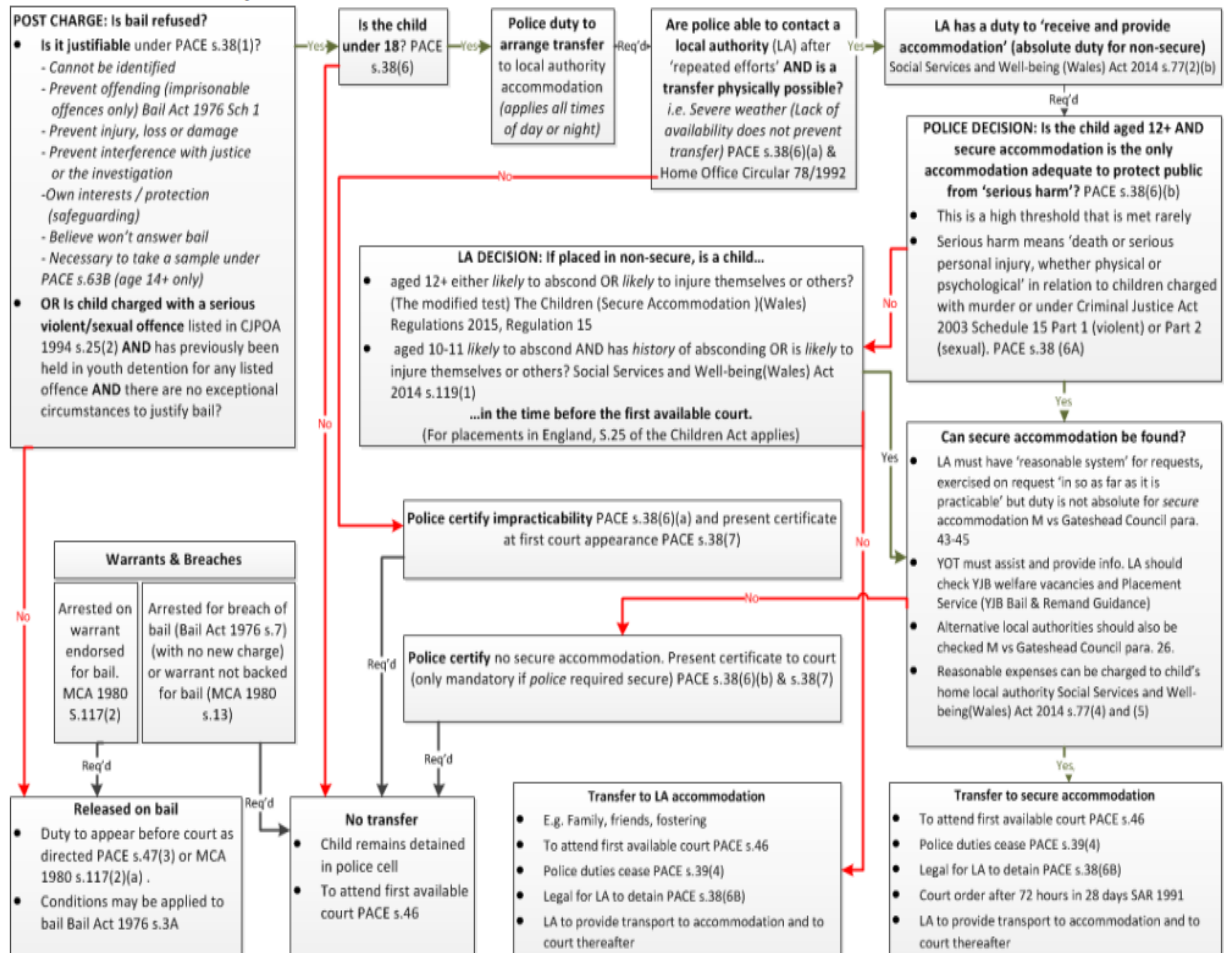 POST CHARGE: Is bail refused?
• Is it justifiable under PACE s.38(1)?
- Cannot be identified
- Prevent offending (imprisonable
offences only) Bail Act 1976 Sch 1
- Prevent injury, loss or damage
- Prevent interference with justice
or the investigation
-Own interests / protection
(safeguarding)
- Believe won't answer bail
- Necessary to take a sample under
PACE s.63B (age 14+ only)
• OR Is child charged with a serious
violent/sexual offence listed in CJPOA
1994 s.25(2) AND has previously been
held in youth detention for any listed
offence AND there are no exceptional
circumstances to justify bail?
Yes
Is the child
under 18? PACE
s.38(6)
Yes
Police duty to
arrange transfer
to local authority
accommodation
(applies all times
of day or night)
Req'd
Are police able to contact a
local authority (LA) after
'repeated efforts' AND is a
transfer physically possible?
i.e. Severe weather (Lack of
availability does not prevent
transfer) PACE s.38(6)(a) &
Home Office Circular 78/1992
Yes
LA has a duty to 'receive and provide
accommodation' (absolute duty for non-secure)
Social Services and Well-being (Wales) Act 2014 s.77(2)(b)
Req'd
POLICE DECISION: Is the child aged 12+ AND
secure accommodation is the only
accommodation adequate to protect public
from 'serious harm'? PACE s.38(6)(b)
• This is a high threshold that is met rarely
• Serious harm means 'death or serious
personal injury, whether physical or
psychological' in relation to children charged
with murder or under Criminal Justice Act
2003 Schedule 15 Part 1 (violent) or Part 2
(sexual). PACE s.38 (6A)
No
No
LA DECISION: If placed in non-secure, is a child...
• aged 12+ either likely to abscond OR likely to injure themselves or others?
(The modified test) The Children (Secure Accommodation )(Wales)
Regulations 2015, Regulation 15
• aged 10-11 likely to abscond AND has history of absconding OR is likely to
injure themselves or others? Social Services and Well-being(Wales) Act
2014 s.119(1)
...in the time before the first available court.
(For placements in England, S.25 of the Children Act applies)
No
Yes
Yes
Can secure accommodation be found?
• LA must have 'reasonable system' for requests,
exercised on request 'in so as far as it is
practicable' but duty is not absolute for secure
accommodation M vs Gateshead Council para.
43-45
• YOT must assist and provide info. LA should
check YJB welfare vacancies and Placement
Service (YJB Bail & Remand Guidance)
• Alternative local authorities should also be
checked M vs Gateshead Council para. 26.
• Reasonable expenses can be charged to child's
home local authority Social Services and Well-
being(Wales) Act 2014 s.77(4) and (5)
Police certify impracticability PACE s.38(6)(a) and present certificate
at first court appearance PACE s.38(7)
No
No
Req'd
Police certify no secure accommodation. Present certificate to court
(only mandatory if police required secure) PACE s.38(6)(b) & s.38(7)
Req'd
Warrants & Breaches
Arrested on
warrant
endorsed
for bail.
MCA 1980
S.117(2)
Arrested for breach of
bail (Bail Act 1976 s.7)
(with no new charge)
or warrant not backed
for bail (MCA 1980
s.13)
No
Req'd
Req'd
Yes
Released on bail
• Duty to appear before court as
directed PACE s.47(3) or MCA
1980 s.117(2)(a) .
• Conditions may be applied to
bail Bail Act 1976 s.3A
No transfer
• Child remains detained
in police cell
• To attend first available
court PACE s.46
Transfer to LA accommodation
• E.g. Family, friends, fostering
• To attend first available court PACE s.46
• Police duties cease PACE s.39(4)
• Legal for LA to detain PACE s.38(6B)
• LA to provide transport to accommodation and to
court thereafter
Transfer to secure accommodation
• To attend first available court PACE s.46
• Police duties cease PACE s.39(4)
• Legal for LA to detain PACE s.38(6B)
• Court order after 72 hours in 28 days SAR 1991
• LA to provide transport to accommodation and to
court thereafter